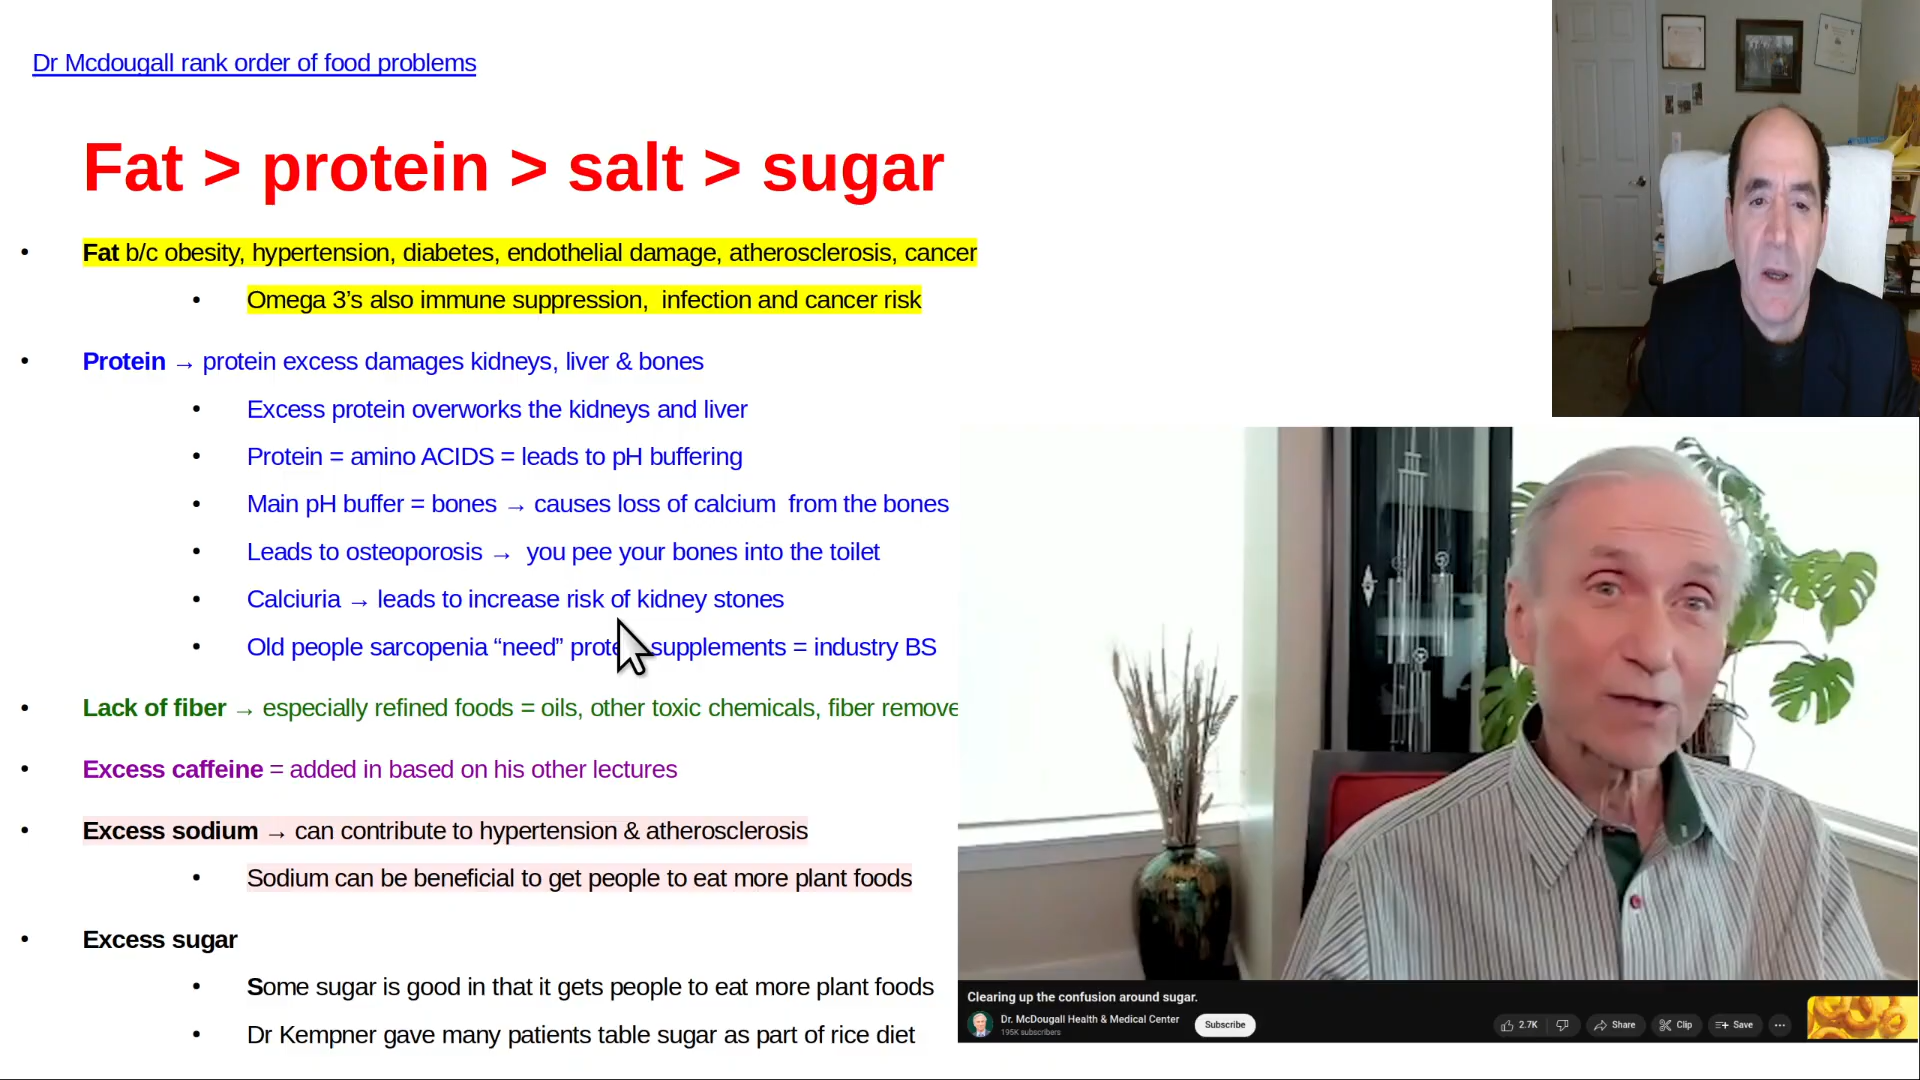 Dr Mcdougall rank order of food problems
Fat > protein > salt > sugar
• Fat b/c obesity, hypertension, diabetes, endothelial damage, atherosclerosis, cancer
• Omega 3’s also immune suppression, infection and cancer risk
• Protein → protein excess damages kidneys, liver & bones
• Excess protein overworks the kidneys and liver
• Protein = amino ACIDS = leads to pH buffering
• Main pH buffer = bones → causes loss of calcium from the bones
• Leads to osteoporosis → you pee your bones into the toilet
• Calciuria → leads to increase risk of kidney stones
• Old people sarcopenia “need” supplements = industry BS
• Lack of fiber → especially refined foods = oils, other toxic chemicals, fiber remove
• Excess caffeine = added in based on his other lectures
• Excess sodium → can contribute to hypertension & atherosclerosis
• Sodium can be beneficial to get people to eat more plant foods
• Excess sugar
• Some sugar is good in that it gets people to eat more plant foods
• Dr Kempner gave many patients table sugar as part of rice diet
Clearing up the confusion around sugar.
Dr. McDougall Health & Medical Center
195K subscribers
Subscribe
2.7K
Share
Clip
Save